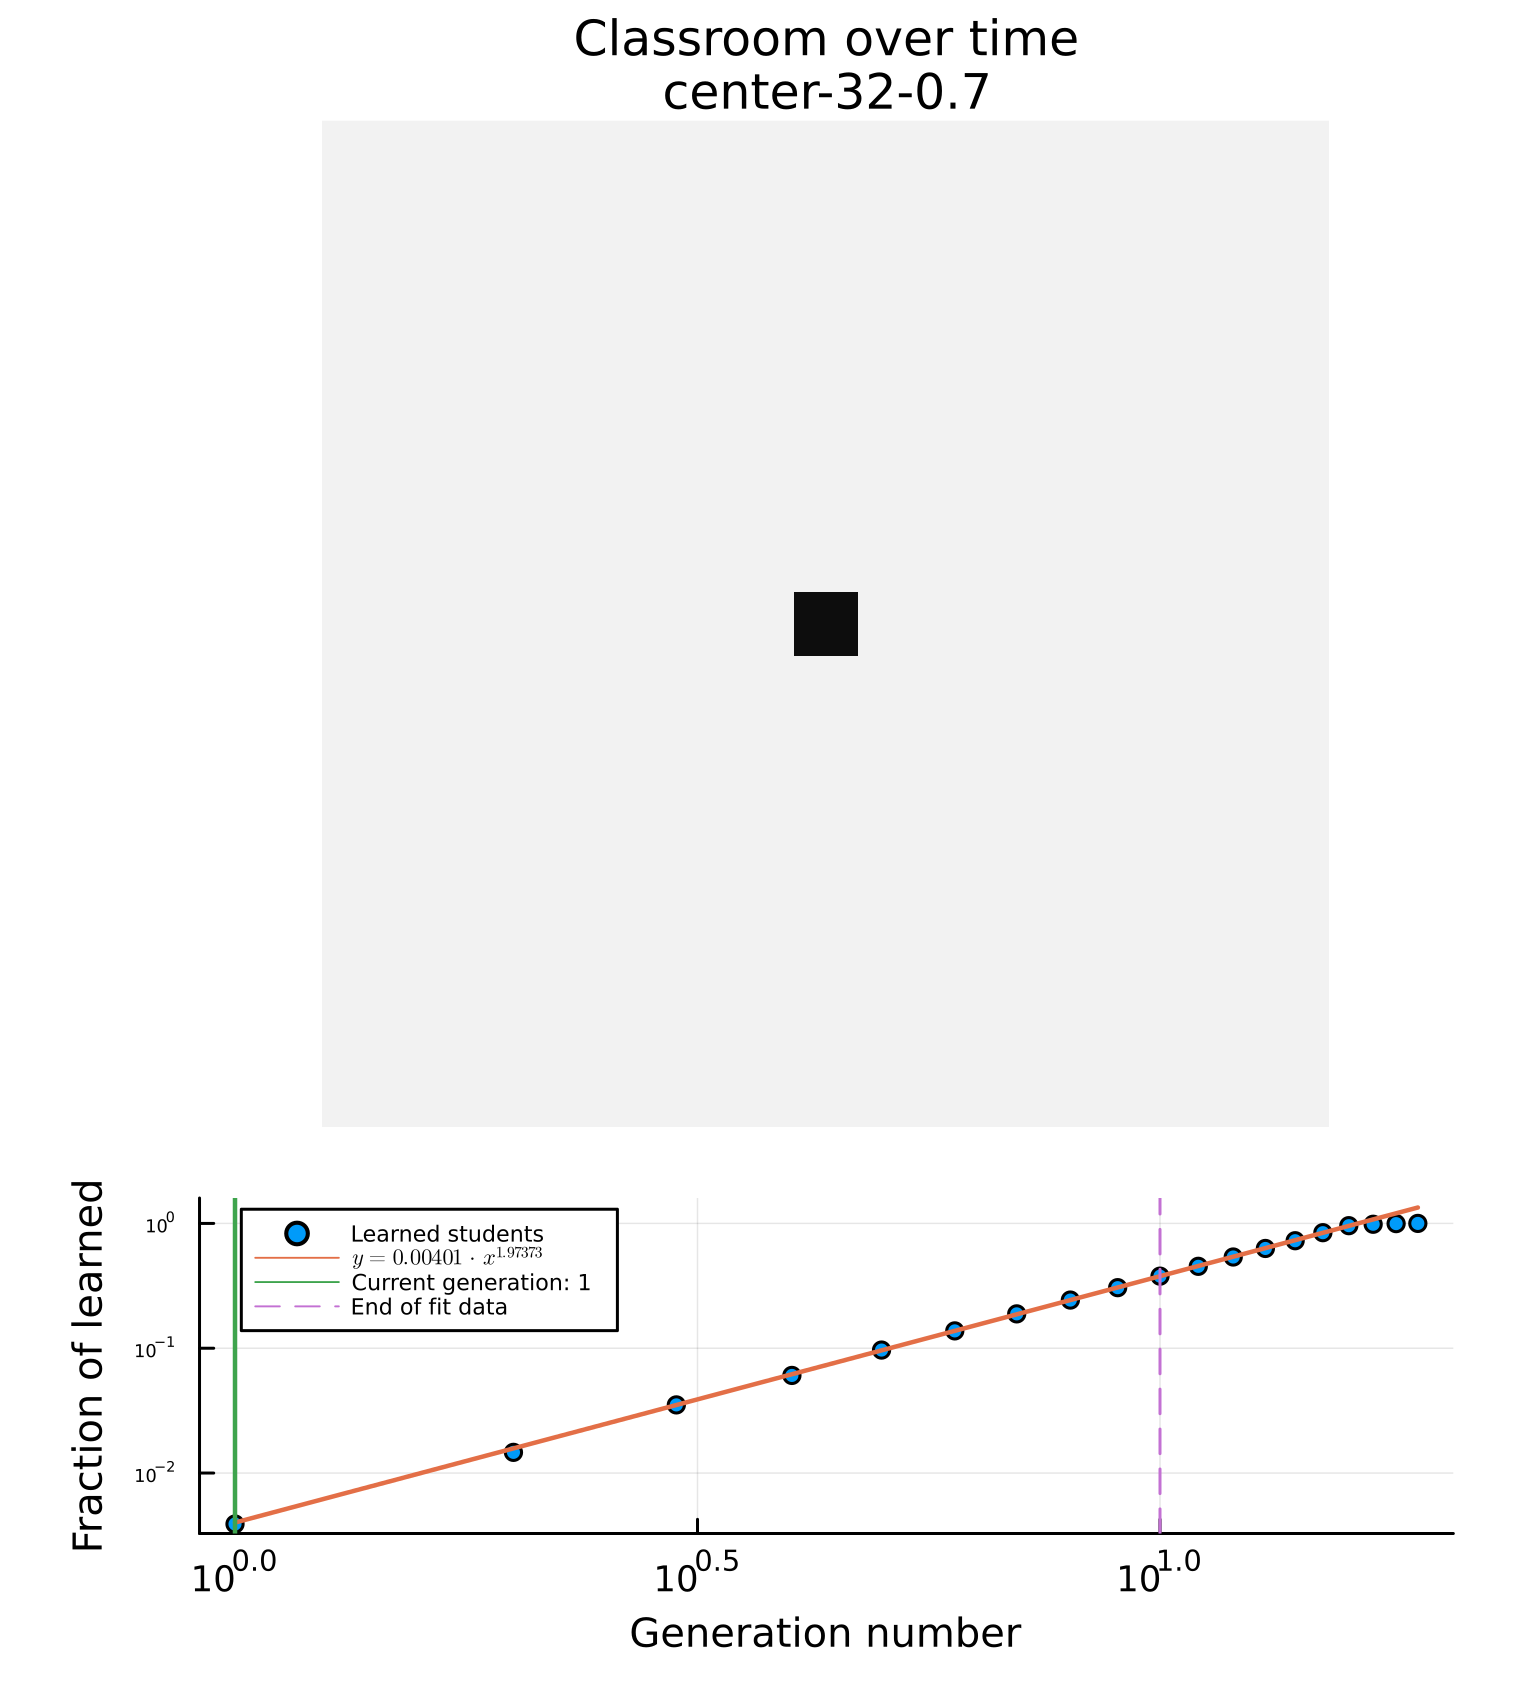 Classroom over time
center-32-0.7
Fraction of learned
10^0
10^-1
10^-2
Learned students
y = 0.00401 · x^1.97373
Current generation: 1
End of fit data
10^0.0
10^0.5
10^1.0
Generation number